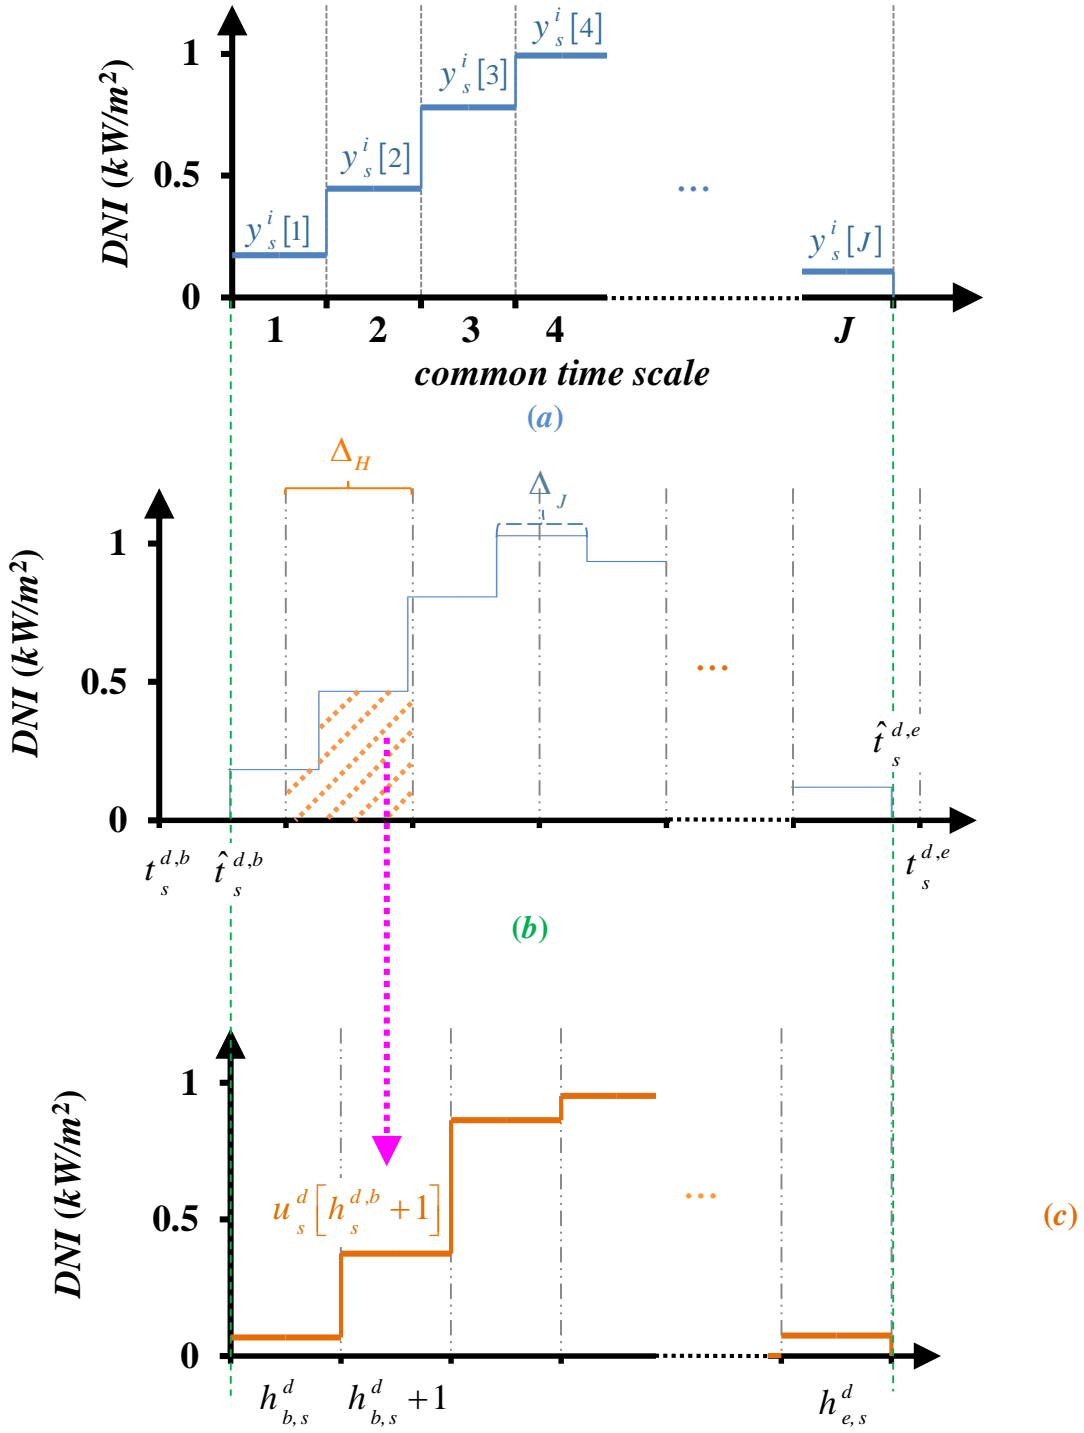 DNI (kW/m²)
1
0.5
0
y_s^i[1]
y_s^i[2]
y_s^i[3]
y_s^i[4]
...
y_s^i[J]
1 2 3 4 J
common time scale
(a)
Δ_H
Δ_J
DNI (kW/m²)
1
0.5
0
...
t̂_s^{d,e}
t_s^{d,b} t̂_s^{d,b} t_s^{d,e}
(b)
DNI (kW/m²)
1
0.5
0
u_s^d[h_s^{d,b}+1]
...
(c)
h_{b,s}^d h_{b,s}^d+1 h_{e,s}^d